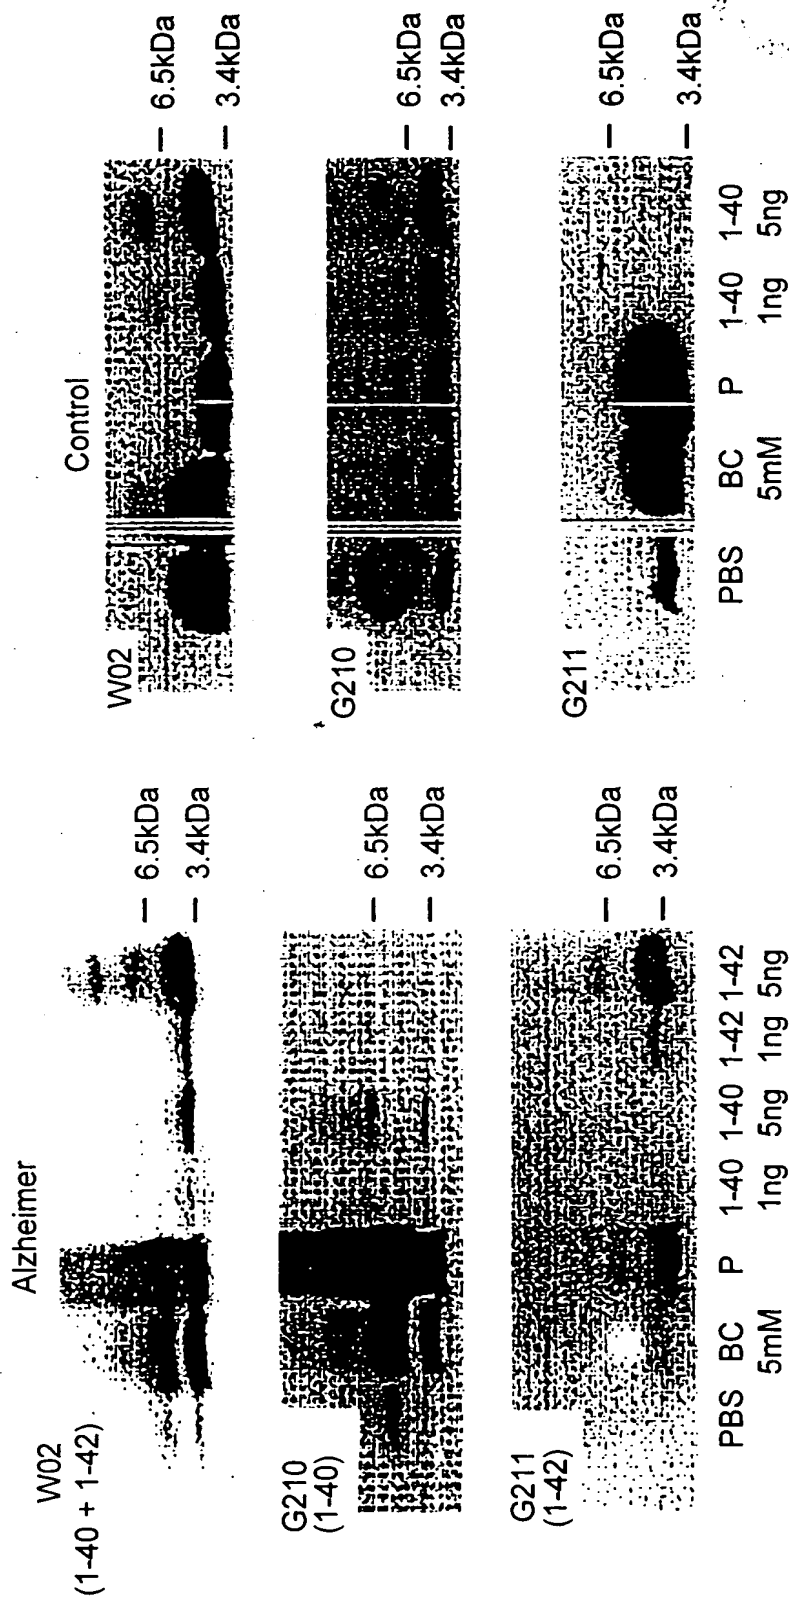 Alzheimer
W02
(1-40 + 1-42)
6.5kDa
3.4kDa
G210
(1-40)
6.5kDa
3.4kDa
G211
(1-42)
6.5kDa
3.4kDa
PBS BC P 1-40 1-40 1-42 1-42
5mM 1ng 5ng 1ng 5ng
Control
W02
6.5kDa
3.4kDa
G210
6.5kDa
3.4kDa
G211
6.5kDa
3.4kDa
PBS BC P 1-40 1-40
5mM 1ng 5ng